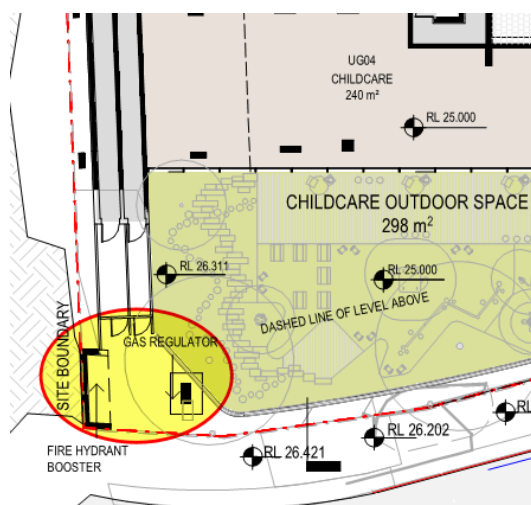 UG04
CHILDCARE
240 m²
RL 25.000
CHILDCARE OUTDOOR SPACE
298 m²
RL 26.311
RL 25.000
DASHED LINE OF LEVEL ABOVE
GAS REGULATOR
SITE BOUNDARY
FIRE HYDRANT
BOOSTER
RL 26.421
RL 26.202